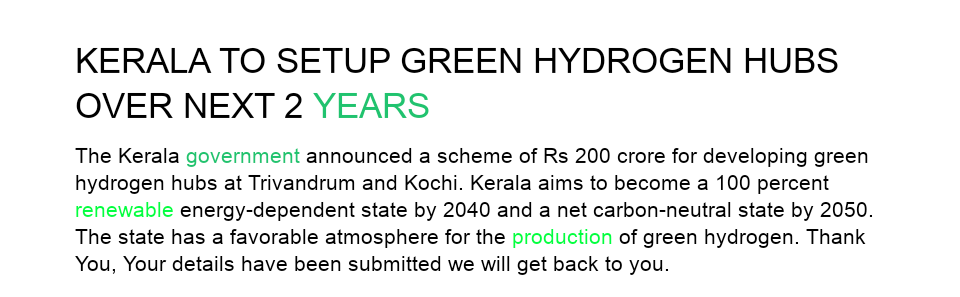 KERALA TO SETUP GREEN HYDROGEN HUBS
OVER NEXT 2 YEARS
The Kerala government announced a scheme of Rs 200 crore for developing green
hydrogen hubs at Trivandrum and Kochi. Kerala aims to become a 100 percent
renewable energy-dependent state by 2040 and a net carbon-neutral state by 2050.
The state has a favorable atmosphere for the production of green hydrogen. Thank
You, Your details have been submitted we will get back to you.